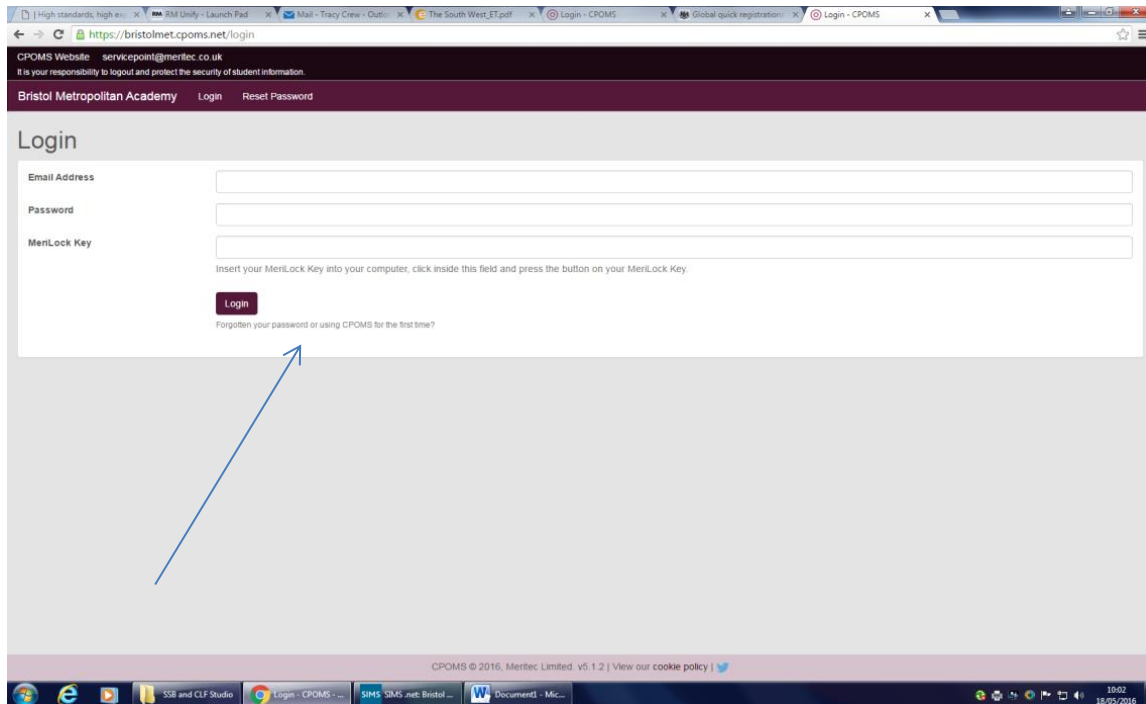 | High standards, high ex
RM Unify - Launch Pad
Mail - Tracy Crew - Outlo
The South West_ET.pdf
Login - CPOMS
Global quick registration
Login - CPOMS
https://bristolmet.cpoms.net/login
CPOMS Website servicepoint@meritec.co.uk
It is your responsibility to logout and protect the security of student information.
Bristol Metropolitan Academy Login Reset Password
Login
Email Address
Password
MeriLock Key
Insert your MeriLock Key into your computer, click inside this field and press the button on your MeriLock Key.
Login
Forgotten your password or using CPOMS for the first time?
CPOMS © 2016, Meritec Limited. v5.1.2 | View our cookie policy |
SSB and CLF Studio
Login - CPOMS - ...
SIMS SIMS .net: Bristol ...
Document1 - Mic...
10:02
18/05/2016